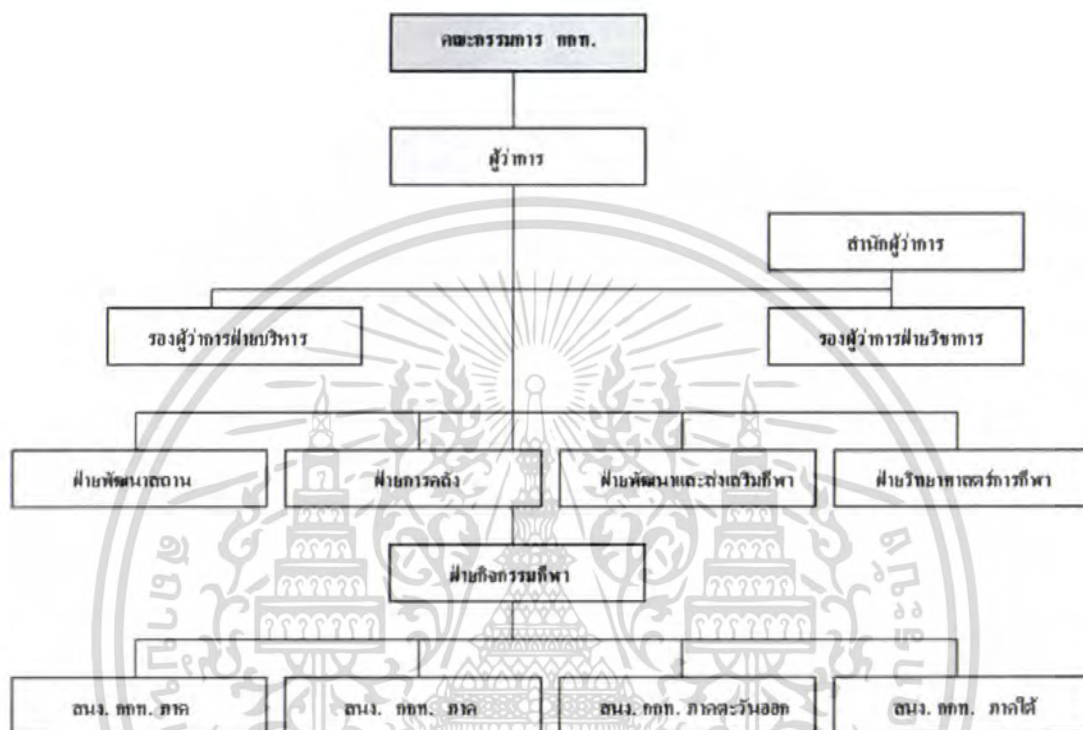 คณะกรรมการ กกท.
ผู้ว่าการ
สำนักผู้ว่าการ
รองผู้ว่าการฝ่ายบริหาร
รองผู้ว่าการฝ่ายวิชาการ
ฝ่ายพัฒนาสถาน
ฝ่ายการคลัง
ฝ่ายพัฒนาและส่งเสริมกีฬา
ฝ่ายวิทยาศาสตร์การกีฬา
ฝ่ายกิจกรรมกีฬา
สนง. กกท. ภาค
สนง. กกท. ภาค
สนง. กกท. ภาคตะวันออก
สนง. กกท. ภาคใต้